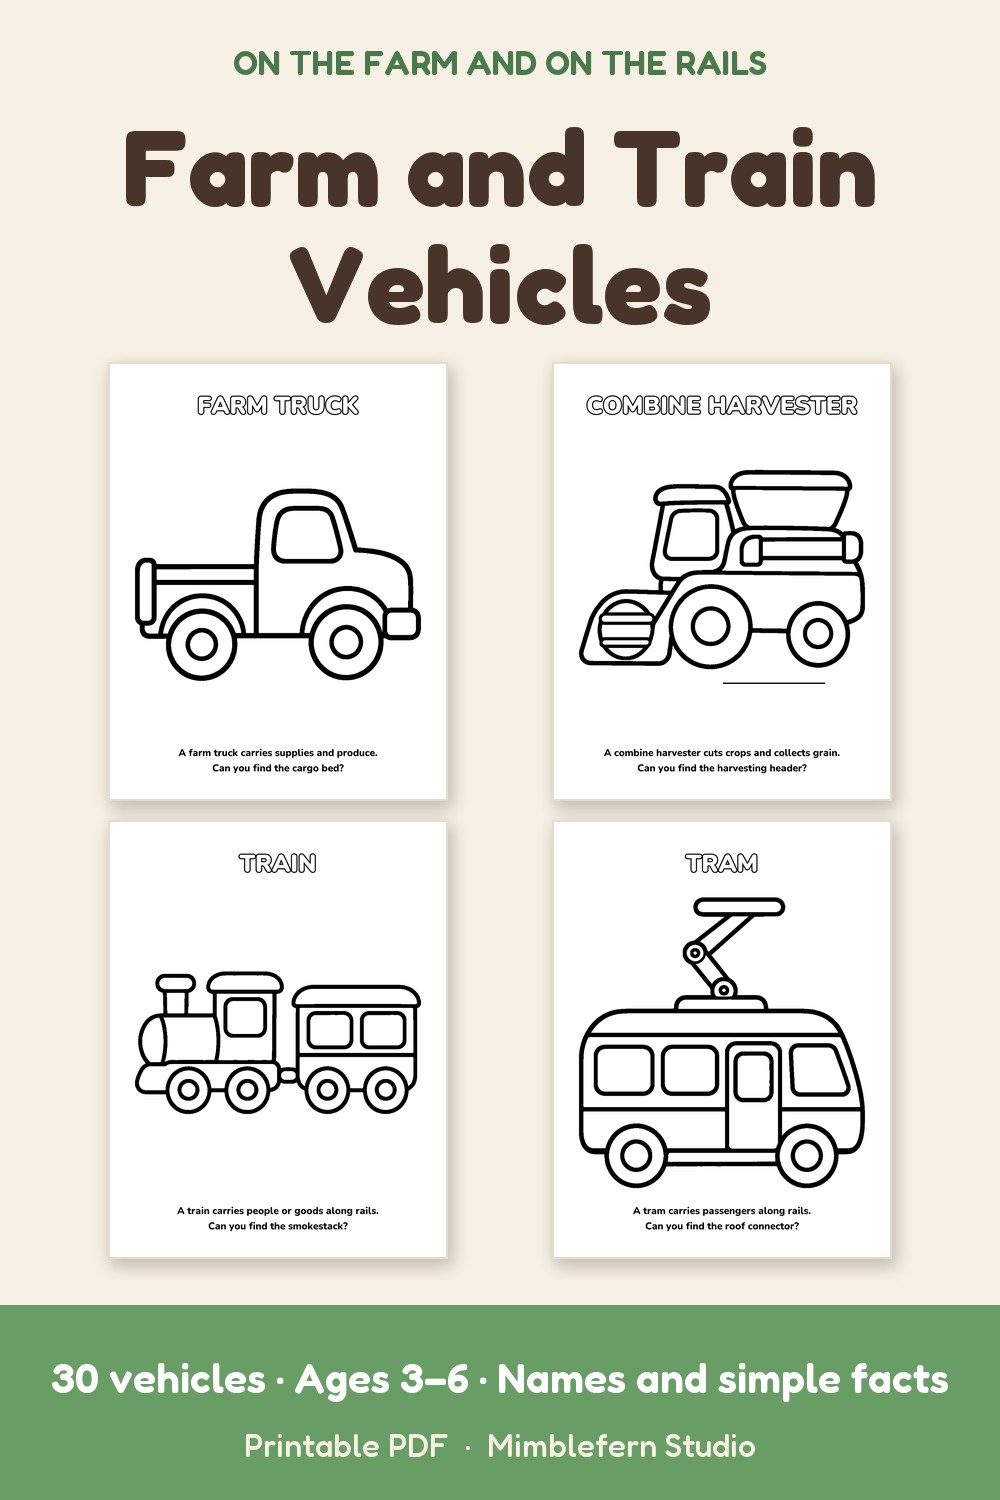 ON THE FARM AND ON THE RAILS
Farm and Train
Vehicles
FARM TRUCK
A farm truck carries supplies and produce.
Can you find the cargo bed?
COMBINE HARVESTER
A combine harvester cuts crops and collects grain.
Can you find the harvesting header?
TRAIN
A train carries people or goods along rails.
Can you find the smokestack?
TRAM
A tram carries passengers along rails.
Can you find the roof connector?
30 vehicles · Ages 3–6 · Names and simple facts
Printable PDF · Mimblefern Studio